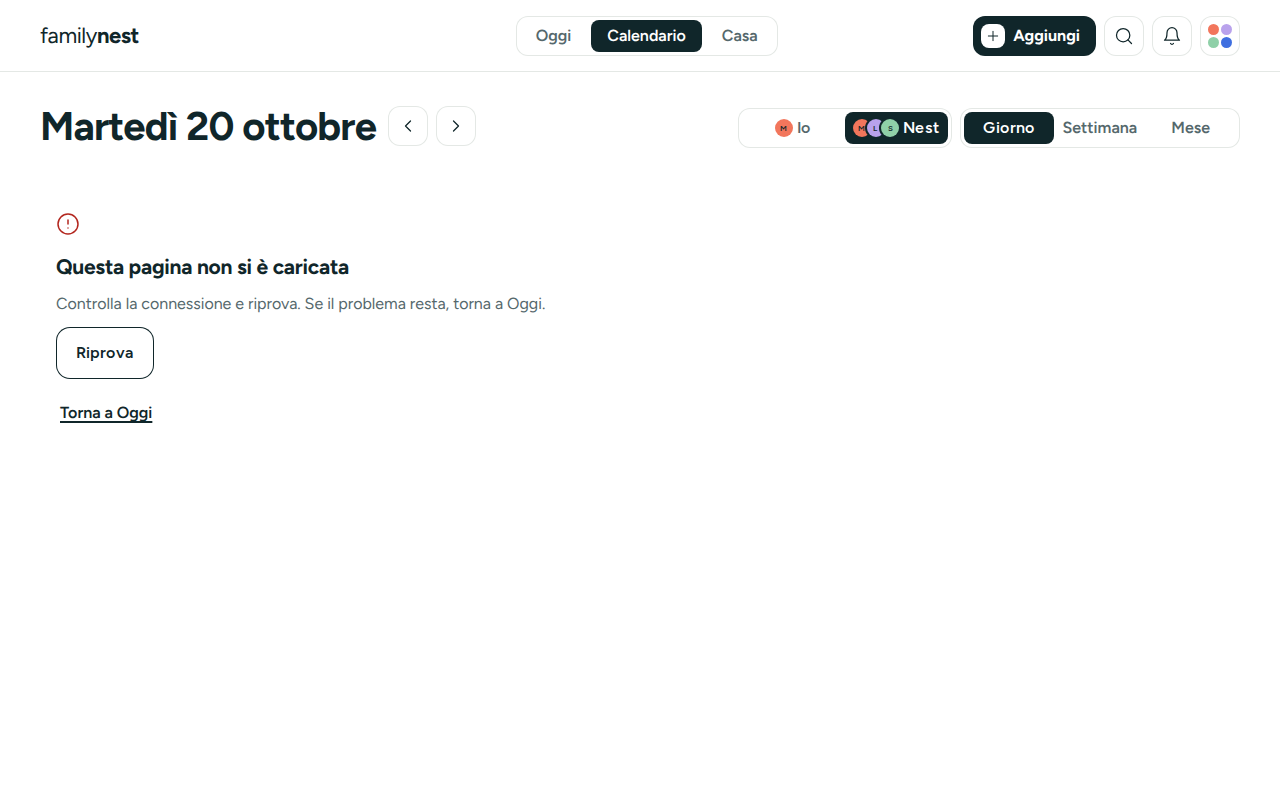 familynest
Oggi
Calendario
Casa
Aggiungi
Martedì 20 ottobre
M Io
M L S Nest
Giorno
Settimana
Mese
Questa pagina non si è caricata
Controlla la connessione e riprova. Se il problema resta, torna a Oggi.
Riprova
Torna a Oggi